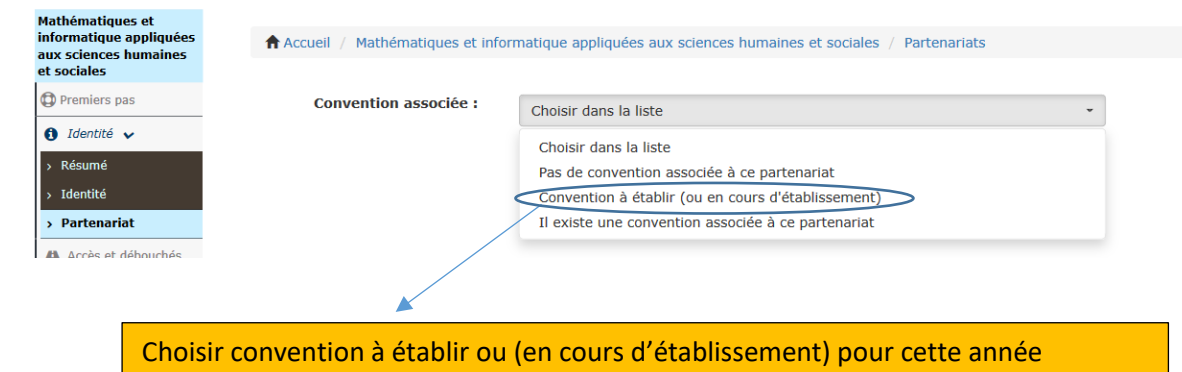 Mathématiques et
informatique appliquées
aux sciences humaines
et sociales
Accueil / Mathématiques et informatique appliquées aux sciences humaines et sociales / Partenariats
Premiers pas
Identité
> Résumé
> Identité
> Partenariat
Accès et débouchés
Convention associée :
Choisir dans la liste
Choisir dans la liste
Pas de convention associée à ce partenariat
Convention à établir (ou en cours d'établissement)
Il existe une convention associée à ce partenariat
Choisir convention à établir ou (en cours d’établissement) pour cette année